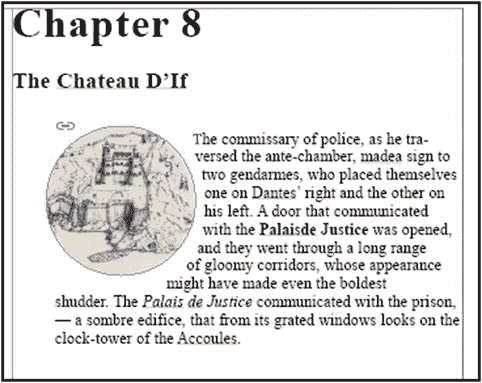 Chapter 8
The Chateau D’If
The commissary of police, as he tra-
versed the ante-chamber, madea sign to
two gendarmes, who placed themselves
one on Dantes’ right and the other on
his left. A door that communicated
with the Palaisde Justice was opened,
and they went through a long range
of gloomy corridors, whose appearance
might have made even the boldest
shudder. The Palais de Justice communicated with the prison,
— a sombre edifice, that from its grated windows looks on the
clock-tower of the Accoules.